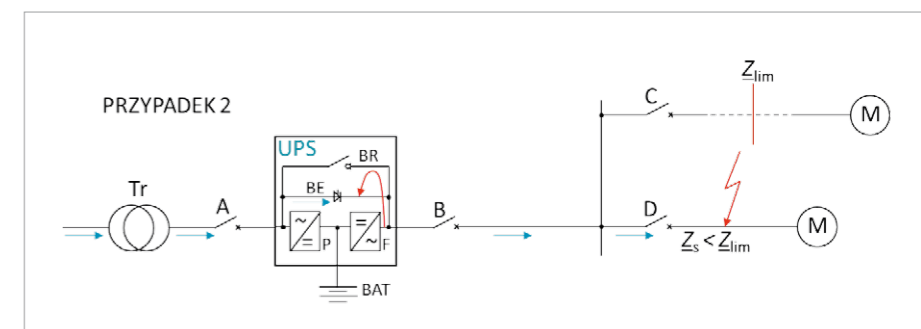 PRZYPADEK 2
Tr
A
UPS
BR
BE
~
=
P
=
~
F
BAT
B
C
Z_lim
M
D
Z_s < Z_lim
M